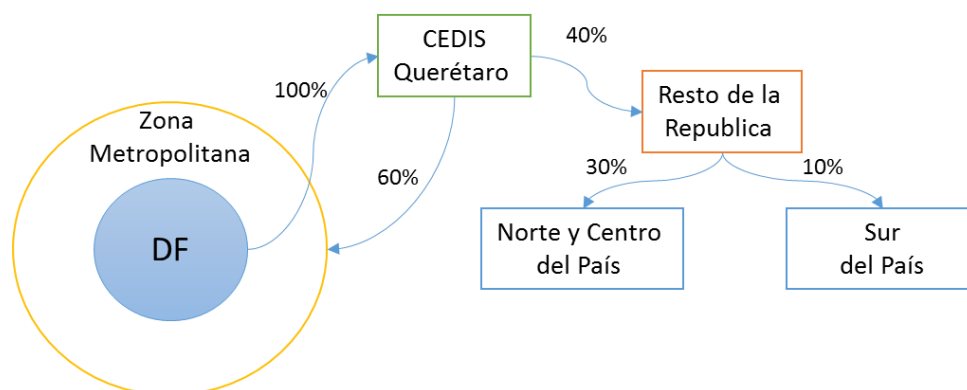 CEDIS
Querétaro
40%
100%
Resto de la
Republica
Zona
Metropolitana
60%
30%
10%
DF
Norte y Centro
del País
Sur
del País